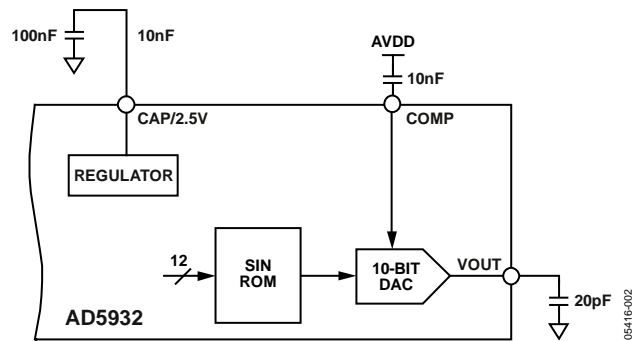 100nF
10nF
AVDD
10nF
CAP/2.5V
COMP
REGULATOR
12
SIN
ROM
10-BIT
DAC
VOUT
20pF
AD5932
05416-002